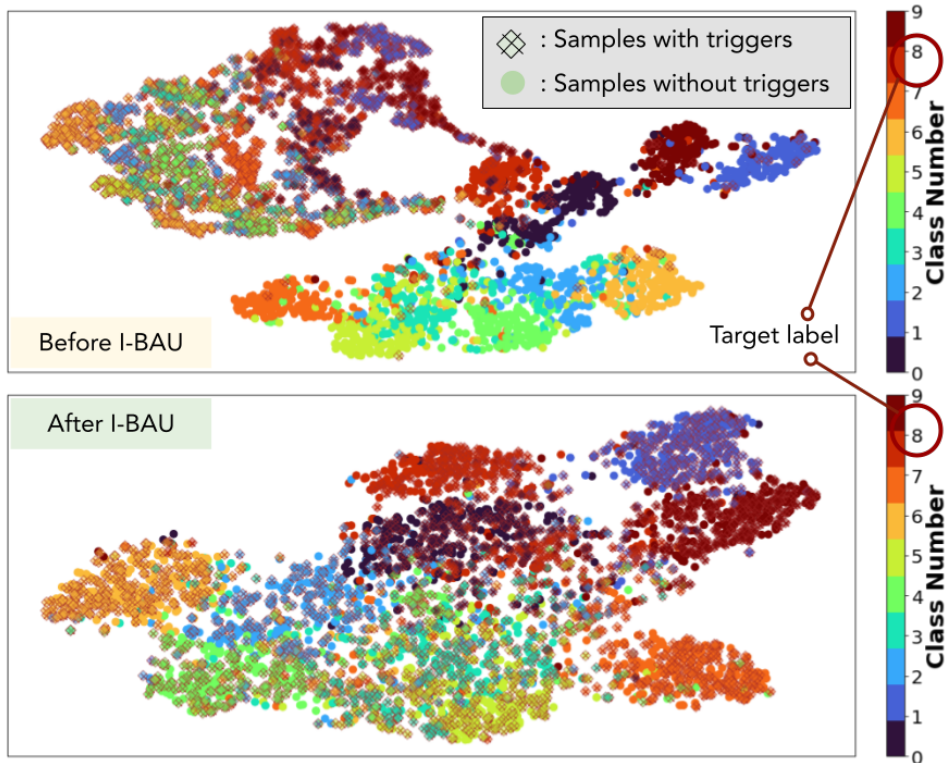 : Samples with triggers
: Samples without triggers
Before I-BAU
Target label
9
8
7
6
5
4
3
2
1
0
Class Number
After I-BAU
9
8
7
6
5
4
3
2
1
0
Class Number